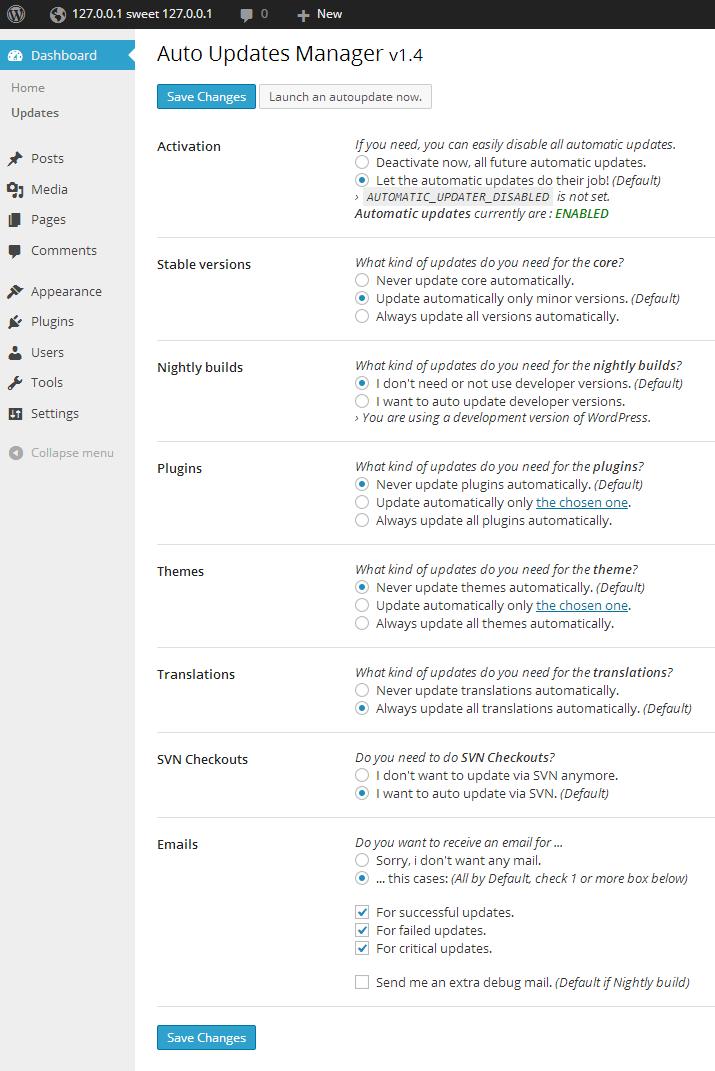 127.0.0.1 sweet 127.0.0.1 0 New
Dashboard
Home
Updates
Posts
Media
Pages
Comments
Appearance
Plugins
Users
Tools
Settings
Collapse menu
Auto Updates Manager v1.4
Save Changes Launch an autoupdate now.
Activation
If you need, you can easily disable all automatic updates.
Deactivate now, all future automatic updates.
Let the automatic updates do their job! (Default)
› AUTOMATIC_UPDATER_DISABLED is not set.
Automatic updates currently are : ENABLED
Stable versions
What kind of updates do you need for the core?
Never update core automatically.
Update automatically only minor versions. (Default)
Always update all versions automatically.
Nightly builds
What kind of updates do you need for the nightly builds?
I don't need or not use developer versions. (Default)
I want to auto update developer versions.
› You are using a development version of WordPress.
Plugins
What kind of updates do you need for the plugins?
Never update plugins automatically. (Default)
Update automatically only the chosen one.
Always update all plugins automatically.
Themes
What kind of updates do you need for the theme?
Never update themes automatically. (Default)
Update automatically only the chosen one.
Always update all themes automatically.
Translations
What kind of updates do you need for the translations?
Never update translations automatically.
Always update all translations automatically. (Default)
SVN Checkouts
Do you need to do SVN Checkouts?
I don't want to update via SVN anymore.
I want to auto update via SVN. (Default)
Emails
Do you want to receive an email for ...
Sorry, i don't want any mail.
... this cases: (All by Default, check 1 or more box below)
For successful updates.
For failed updates.
For critical updates.
Send me an extra debug mail. (Default if Nightly build)
Save Changes